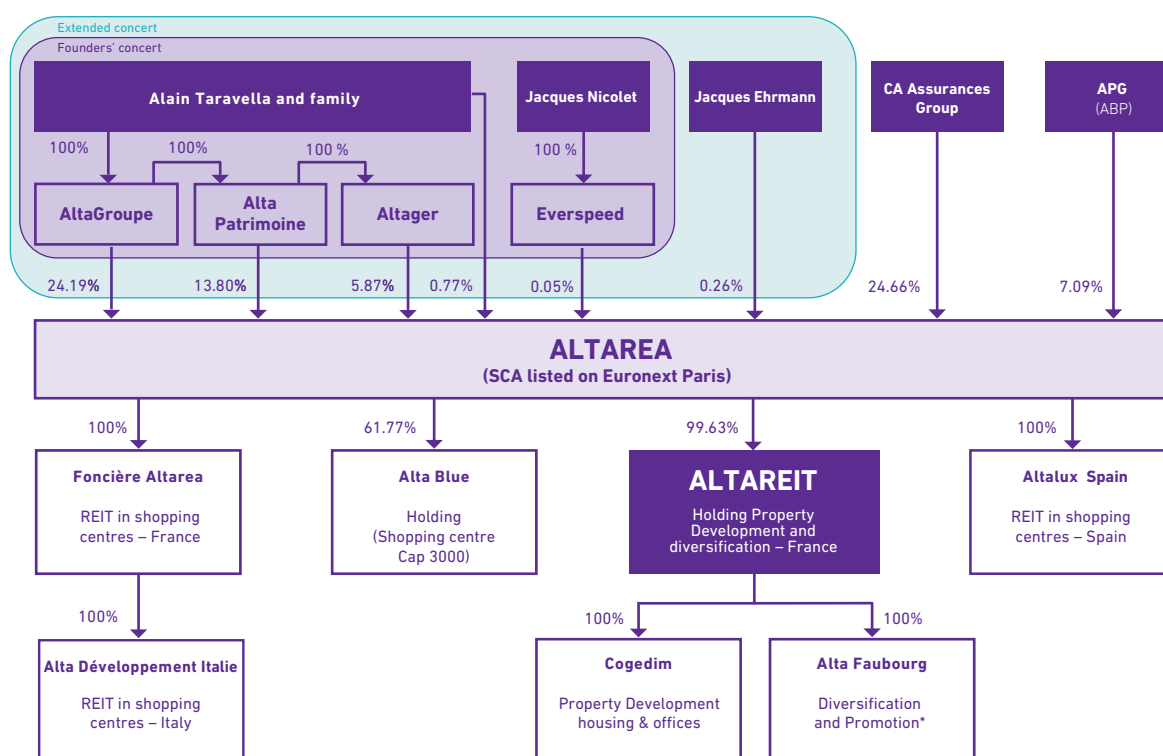 Extended concert
Founders' concert
Alain Taravella and family
Jacques Nicolet
Jacques Ehrmann
CA Assurances
Group
APG
(ABP)
100%
100%
100 %
100 %
AltaGroupe
Alta
Patrimoine
Altager
Everspeed
24.19%
13.80%
5.87%
0.77%
0.05%
0.26%
24.66%
7.09%
ALTAREA
(SCA listed on Euronext Paris)
100%
61.77%
99.63%
100%
Foncière Altarea
REIT in shopping
centres – France
Alta Blue
Holding
(Shopping centre
Cap 3000)
ALTAREIT
Holding Property
Development and
diversification – France
Altalux Spain
REIT in shopping
centres – Spain
100%
100%
100%
Alta Développement Italie
REIT in shopping
centres – Italy
Cogedim
Property Development
housing & offices
Alta Faubourg
Diversification
and Promotion*